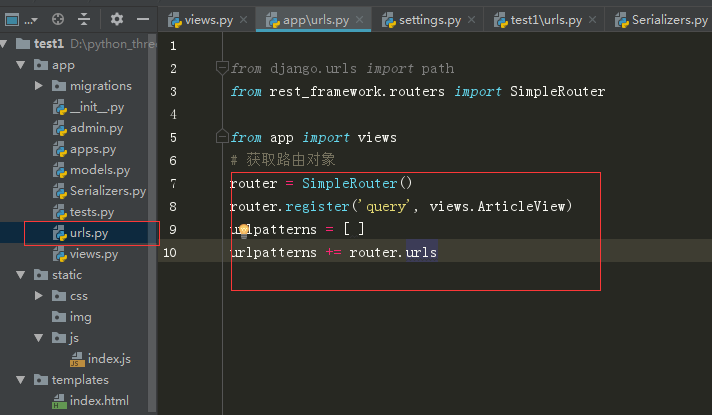 views.py
app\urls.py
settings.py
test1\urls.py
Serializers.py
test1 D:\python_thre
app
migrations
__init__.py
admin.py
apps.py
models.py
Serializers.py
tests.py
urls.py
views.py
static
css
img
js
index.js
templates
index.html
1
2 from django.urls import path
3 from rest_framework.routers import SimpleRouter
4
5 from app import views
6 # 获取路由对象
7 router = SimpleRouter()
8 router.register('query', views.ArticleView)
9 urlpatterns = [ ]
10 urlpatterns += router.urls